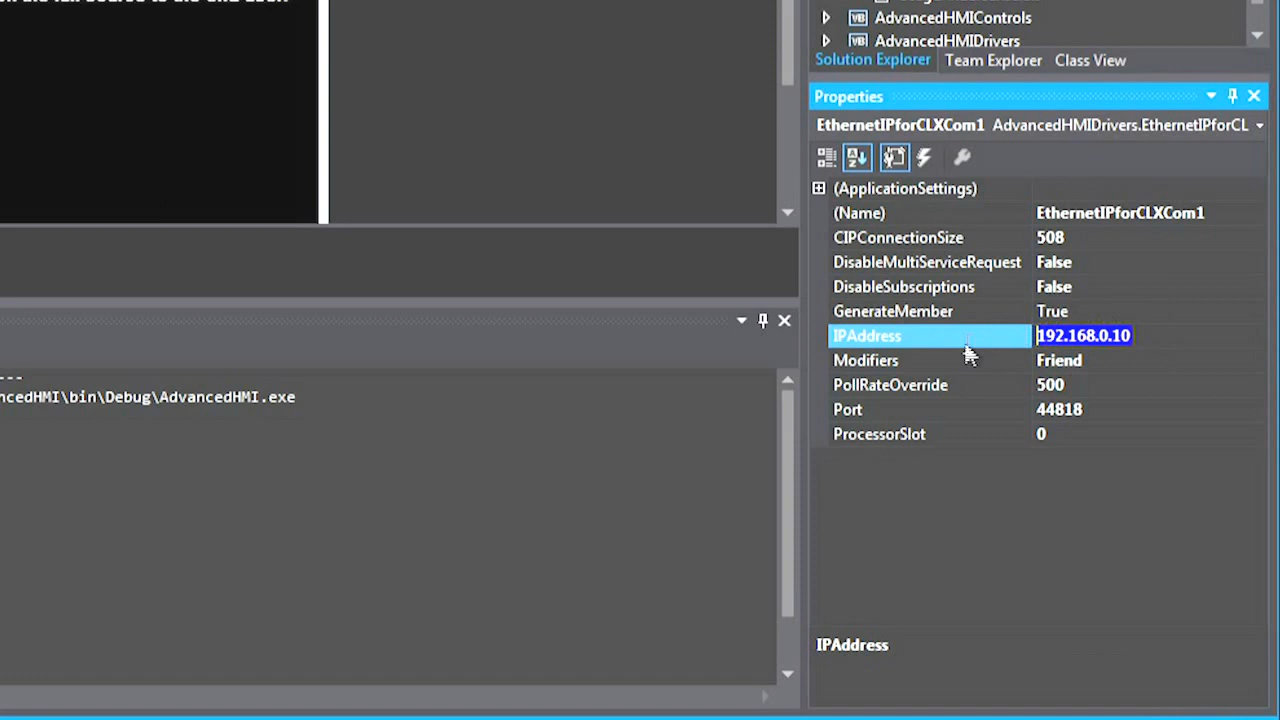 AdvancedHMIControls
AdvancedHMIDrivers
Solution Explorer Team Explorer Class View
Properties
EthernetIPforCLXCom1 AdvancedHMIDrivers.EthernetIPforCL
(ApplicationSettings)
(Name) EthernetIPforCLXCom1
CIPConnectionSize 508
DisableMultiServiceRequest False
DisableSubscriptions False
GenerateMember True
IPAddress 192.168.0.10
Modifiers Friend
PollRateOverride 500
Port 44818
ProcessorSlot 0
IPAddress
---
ncedHMI\bin\Debug\AdvancedHMI.exe